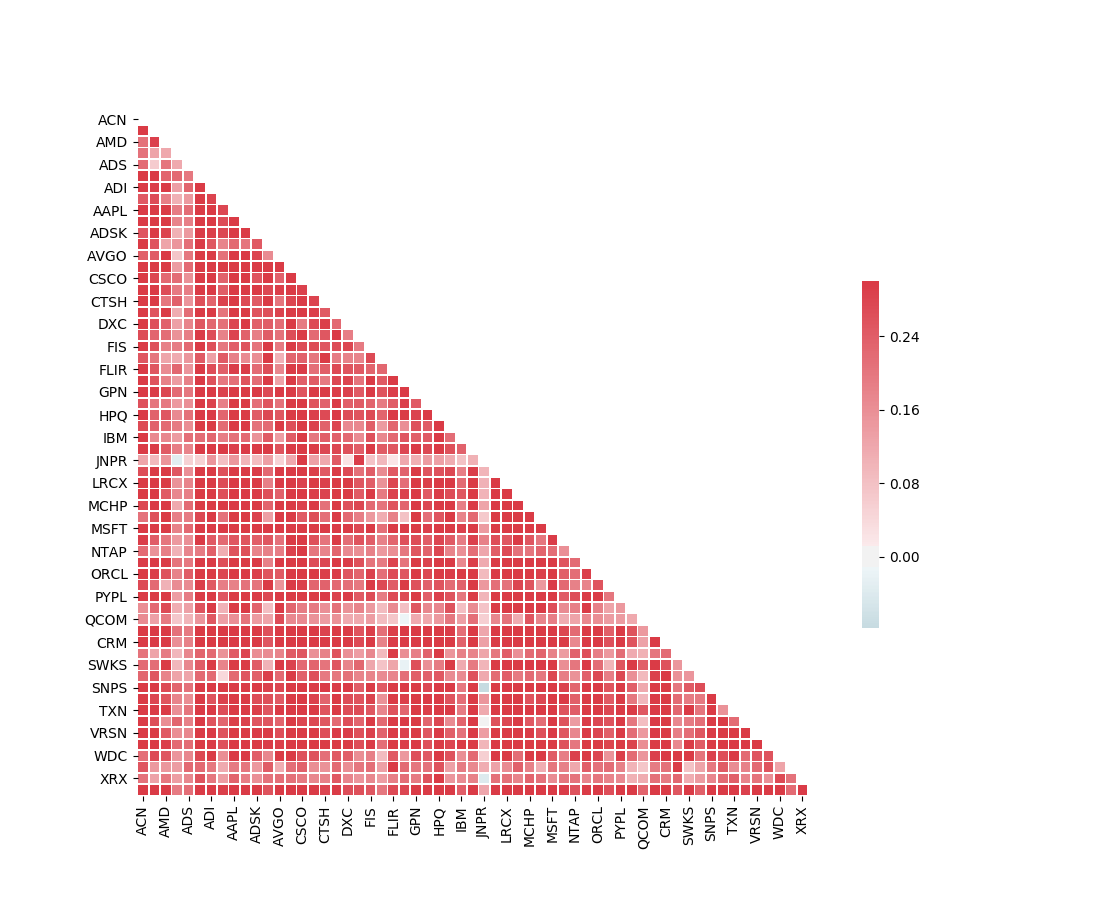 ACN
AMD
ADS
ADI
AAPL
ADSK
AVGO
CSCO
CTSH
DXC
FIS
FLIR
GPN
HPQ
IBM
JNPR
LRCX
MCHP
MSFT
NTAP
ORCL
PYPL
QCOM
CRM
SWKS
SNPS
TXN
VRSN
WDC
XRX
ACN
AMD
ADS
ADI
AAPL
ADSK
AVGO
CSCO
CTSH
DXC
FIS
FLIR
GPN
HPQ
IBM
JNPR
LRCX
MCHP
MSFT
NTAP
ORCL
PYPL
QCOM
CRM
SWKS
SNPS
TXN
VRSN
WDC
XRX
0.24
0.16
0.08
0.00